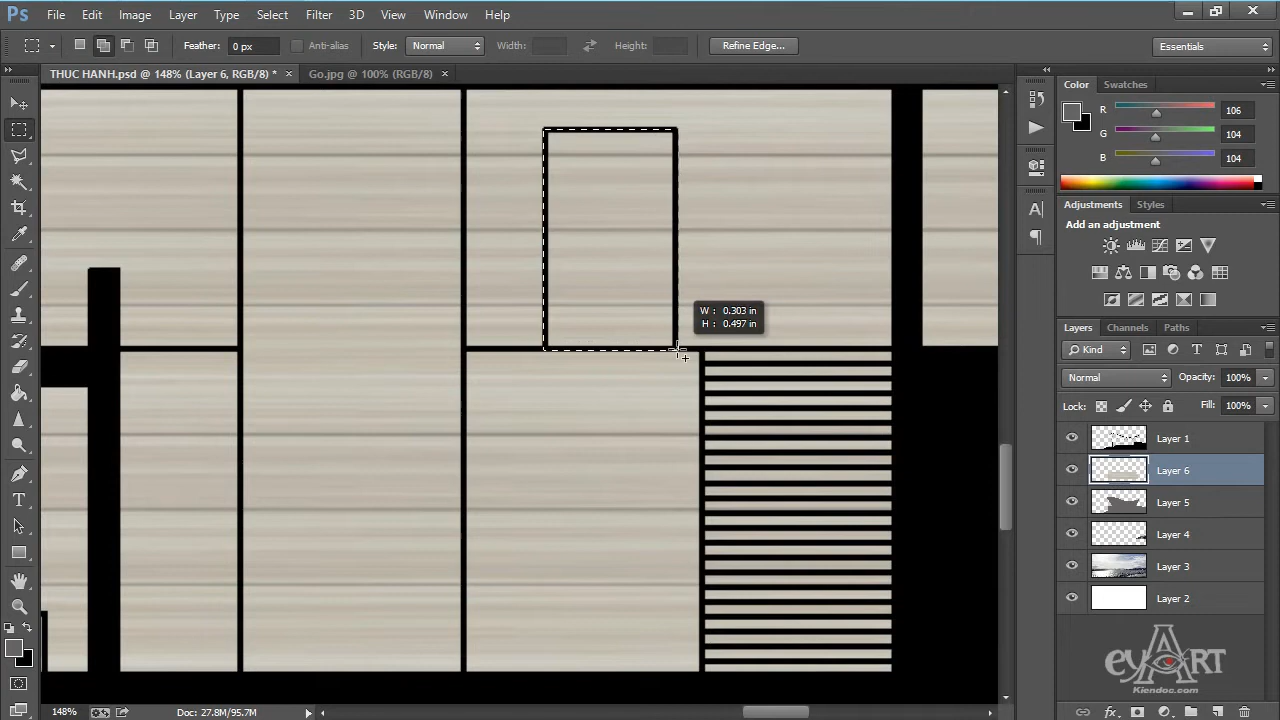 Ps File Edit Image Layer Type Select Filter 3D View Window Help
Feather: 0 px Anti-alias Style: Normal Width: Height: Refine Edge... Essentials
THUC HANH.psd @ 148% (Layer 6, RGB/8) * × Go.jpg @ 100% (RGB/8) ×
Color Swatches
R 106
G 104
B 104
Adjustments Styles
Add an adjustment
W : 0.303 in
H : 0.497 in
Layers Channels Paths
Kind
Normal Opacity: 100%
Lock: Fill: 100%
Layer 1
Layer 6
Layer 5
Layer 4
Layer 3
Layer 2
eyART
Kiendoc.com
148% Doc: 27.8M/95.7M